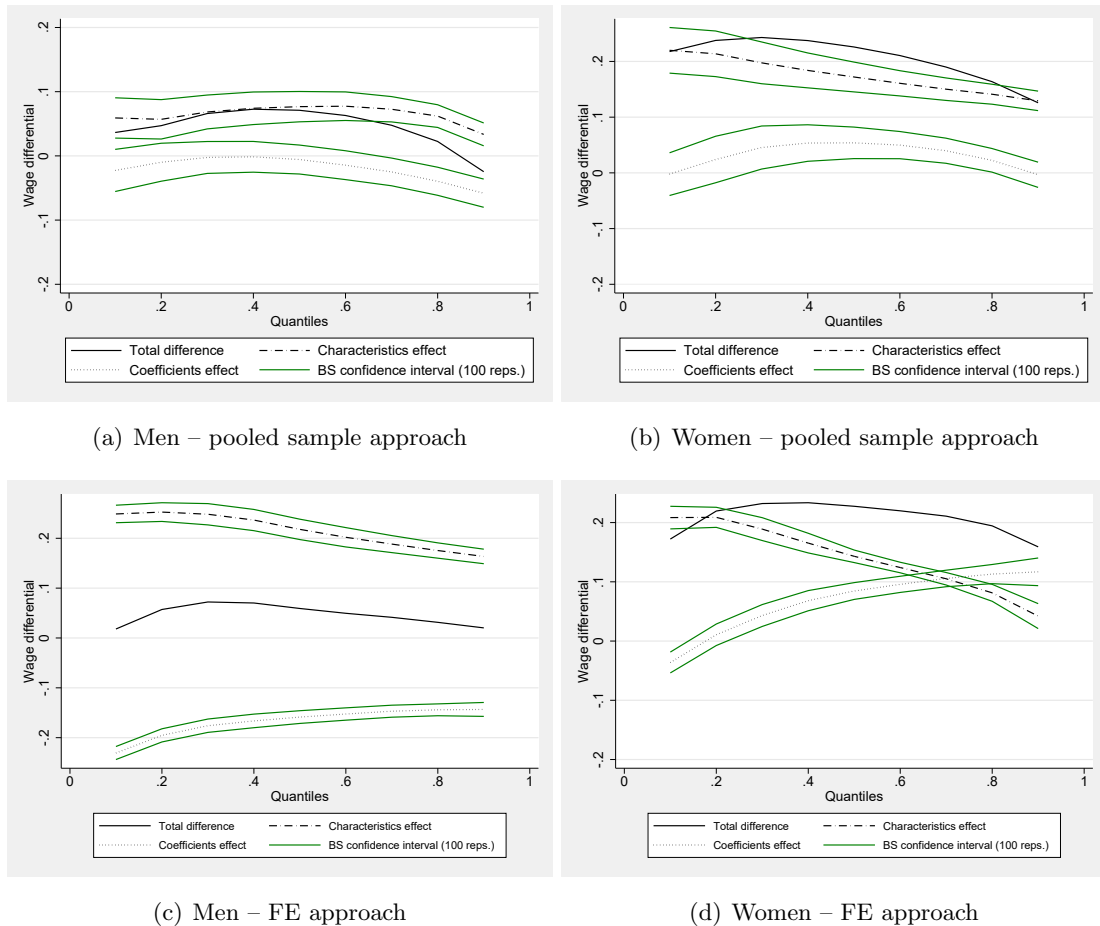 .2
.1
0
-.1
-.2
Wage differential
0 .2 .4 .6 .8 1
Quantiles
Total difference Characteristics effect
Coefficients effect BS confidence interval (100 reps.)
(a) Men – pooled sample approach
.2
.1
0
-.1
-.2
Wage differential
0 .2 .4 .6 .8 1
Quantiles
Total difference Characteristics effect
Coefficients effect BS confidence interval (100 reps.)
(b) Women – pooled sample approach
.2
.1
0
-.1
-.2
Wage differential
0 .2 .4 .6 .8 1
Quantiles
Total difference Characteristics effect
Coefficients effect BS confidence interval (100 reps.)
(c) Men – FE approach
.2
.1
0
-.1
-.2
Wage differential
0 .2 .4 .6 .8 1
Quantiles
Total difference Characteristics effect
Coefficients effect BS confidence interval (100 reps.)
(d) Women – FE approach